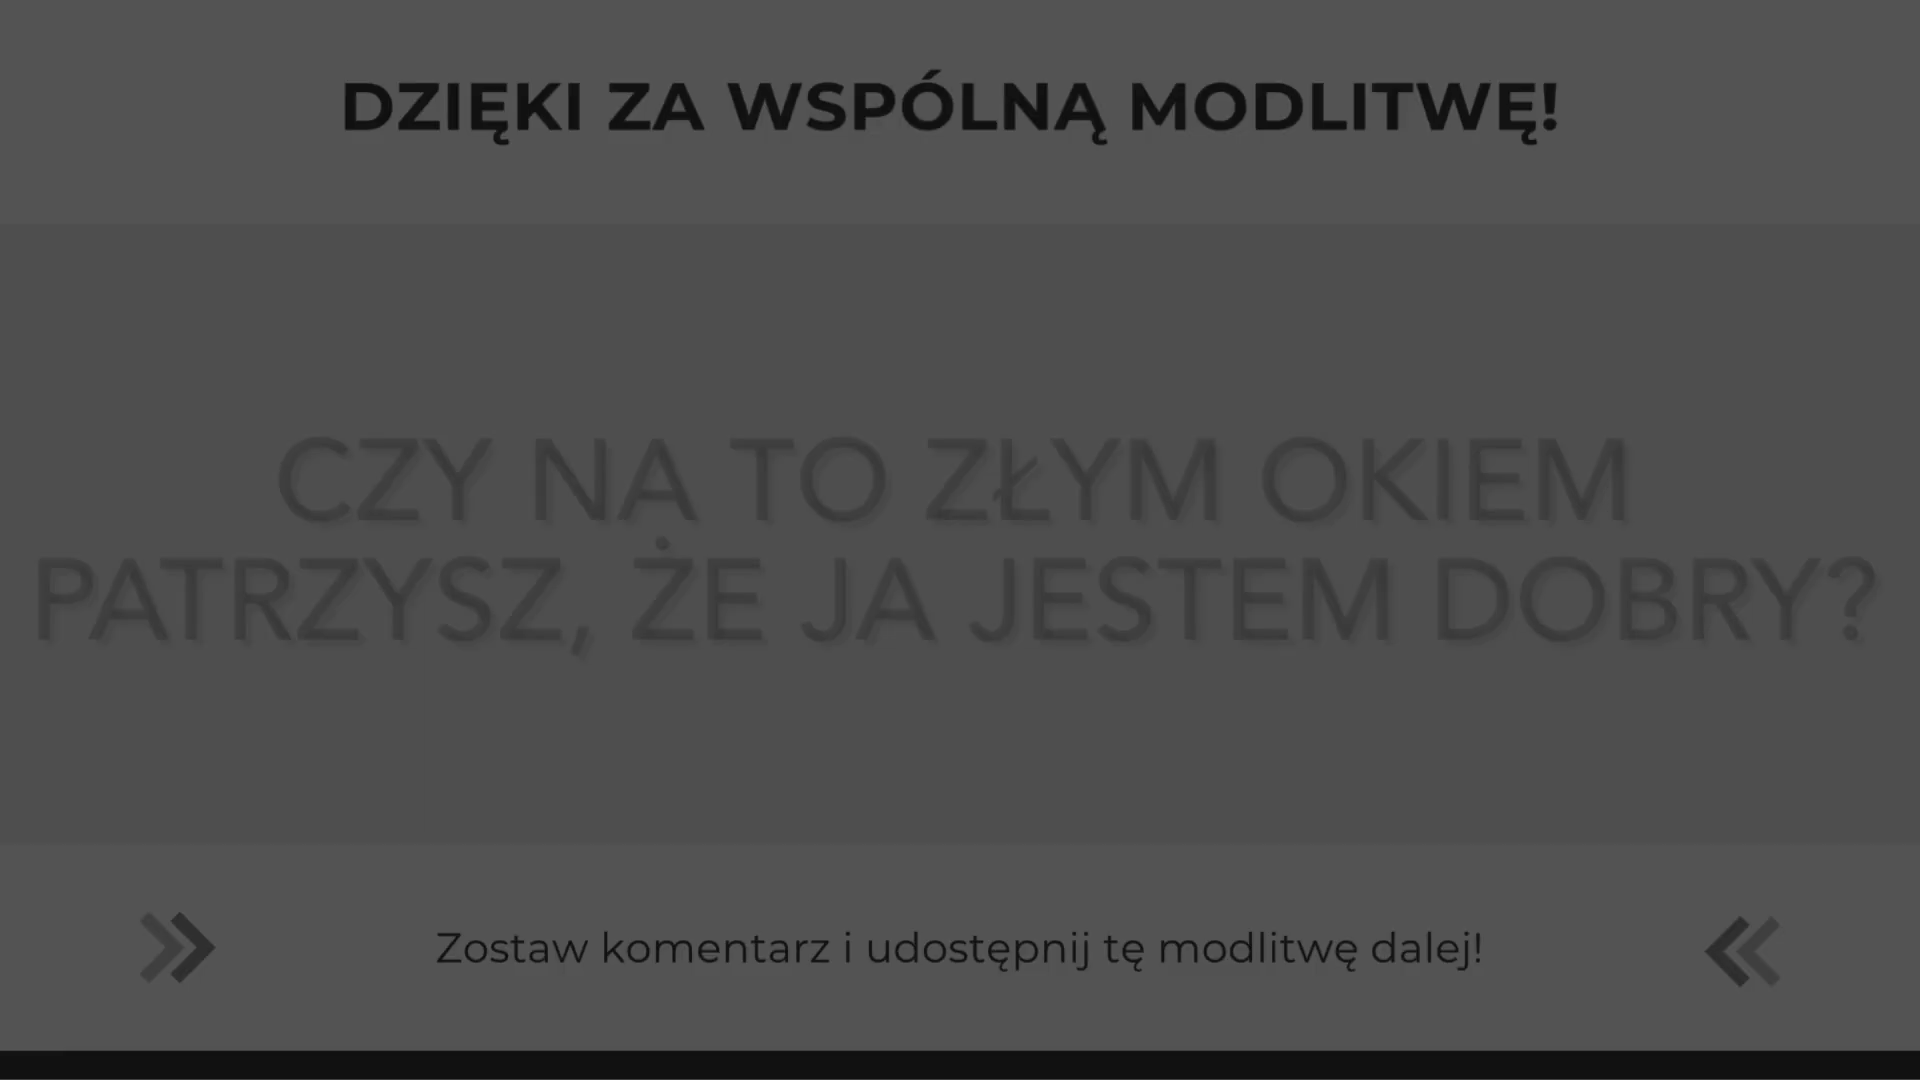 DZIĘKI ZA WSPÓLNĄ MODLITWĘ!
CZY NA TO ZŁYM OKIEM
PATRZYSZ, ŻE JA JESTEM DOBRY?
Zostaw komentarz i udostępnij tę modlitwę dalej!